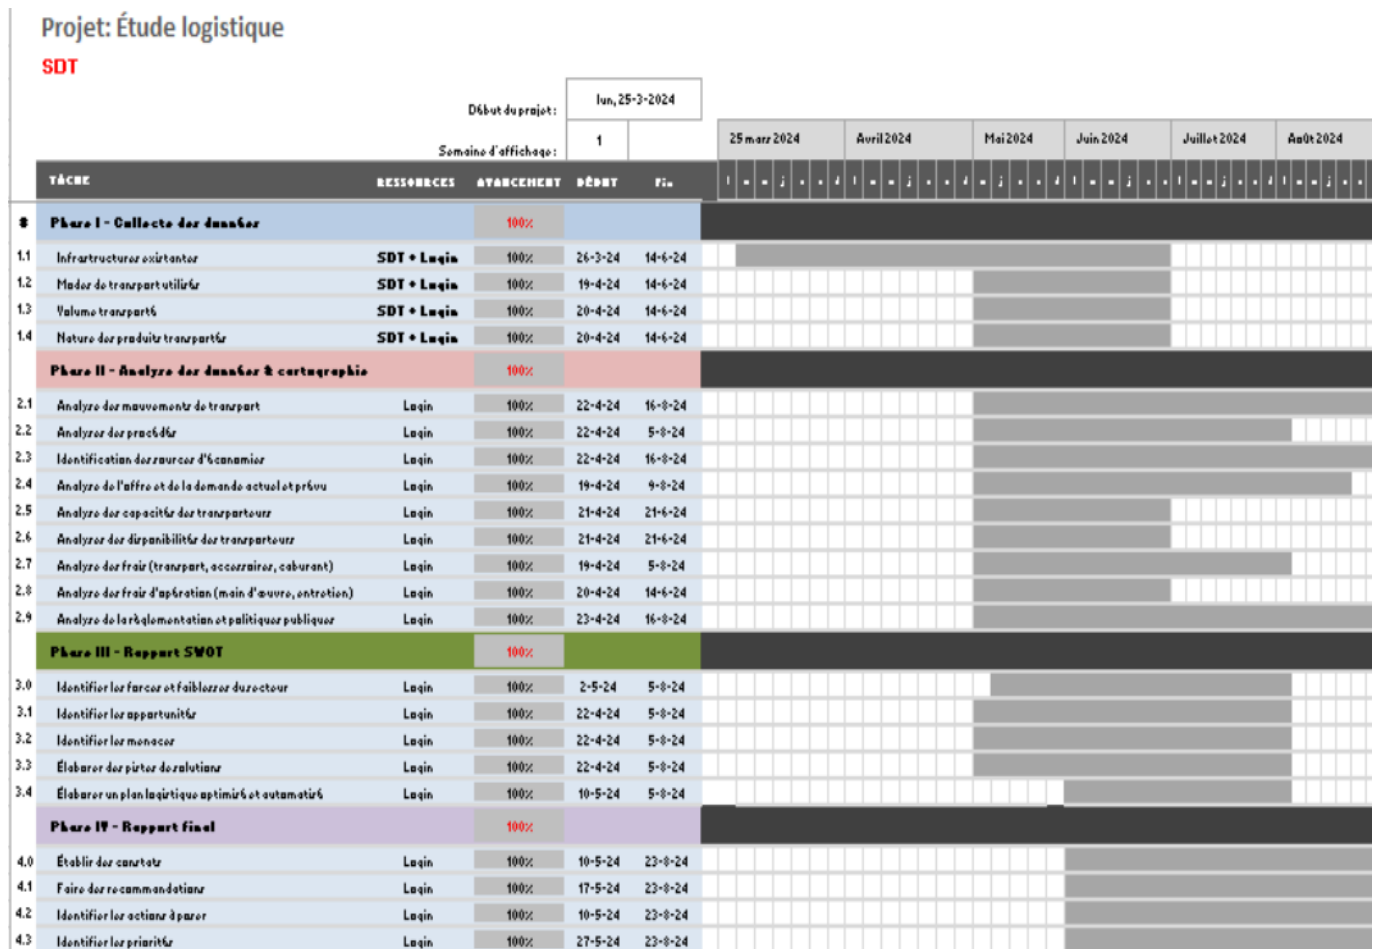 Projet: Étude logistique
SDT
Début du projet: lun, 25-3-2024
Semaine d'affichage: 1
25 mars 2024 Avril 2024 Mai 2024 Juin 2024 Juillet 2024 Août 2024
TÂCHE RESSOURCES AVANCEMENT DÉBUT Fin
Phase I - Collecte des données 100%
1.1 Infrastructures existantes SDT + Login 100% 26-3-24 14-6-24
1.2 Modes de transport utilisés SDT + Login 100% 19-4-24 14-6-24
1.3 Volume transporté SDT + Login 100% 20-4-24 14-6-24
1.4 Nature des produits transportés SDT + Login 100% 20-4-24 14-6-24
Phase II - Analyse des données & cartographie 100%
2.1 Analyse des mouvements de transport Login 100% 22-4-24 16-8-24
2.2 Analyses des procédés Login 100% 22-4-24 5-8-24
2.3 Identification des sources d'économies Login 100% 22-4-24 16-8-24
2.4 Analyse de l'offre et de la demande actuel et prévu Login 100% 19-4-24 9-8-24
2.5 Analyse des capacités des transporteurs Login 100% 21-4-24 21-6-24
2.6 Analyse des disponibilités des transporteurs Login 100% 21-4-24 21-6-24
2.7 Analyse des frais (transport, accessoires, caburant) Login 100% 19-4-24 5-8-24
2.8 Analyse des frais d'opération (main d'œuvre, entretien) Login 100% 20-4-24 14-6-24
2.9 Analyse de la règlementation et politiques publiques Login 100% 23-4-24 16-8-24
Phase III - Rapport SWOT 100%
3.0 Identifier les forces et faiblesses du secteur Login 100% 2-5-24 5-8-24
3.1 Identifier les opportunités Login 100% 22-4-24 5-8-24
3.2 Identifier les menaces Login 100% 22-4-24 5-8-24
3.3 Élaborer des pistes de solutions Login 100% 22-4-24 5-8-24
3.4 Élaborer un plan logistique optimisé et automatisé Login 100% 10-5-24 5-8-24
Phase IV - Rapport final 100%
4.0 Établir des constats Login 100% 10-5-24 23-8-24
4.1 Faire des recommandations Login 100% 17-5-24 23-8-24
4.2 Identifier les actions à poser Login 100% 10-5-24 23-8-24
4.3 Identifier les priorités Login 100% 27-5-24 23-8-24